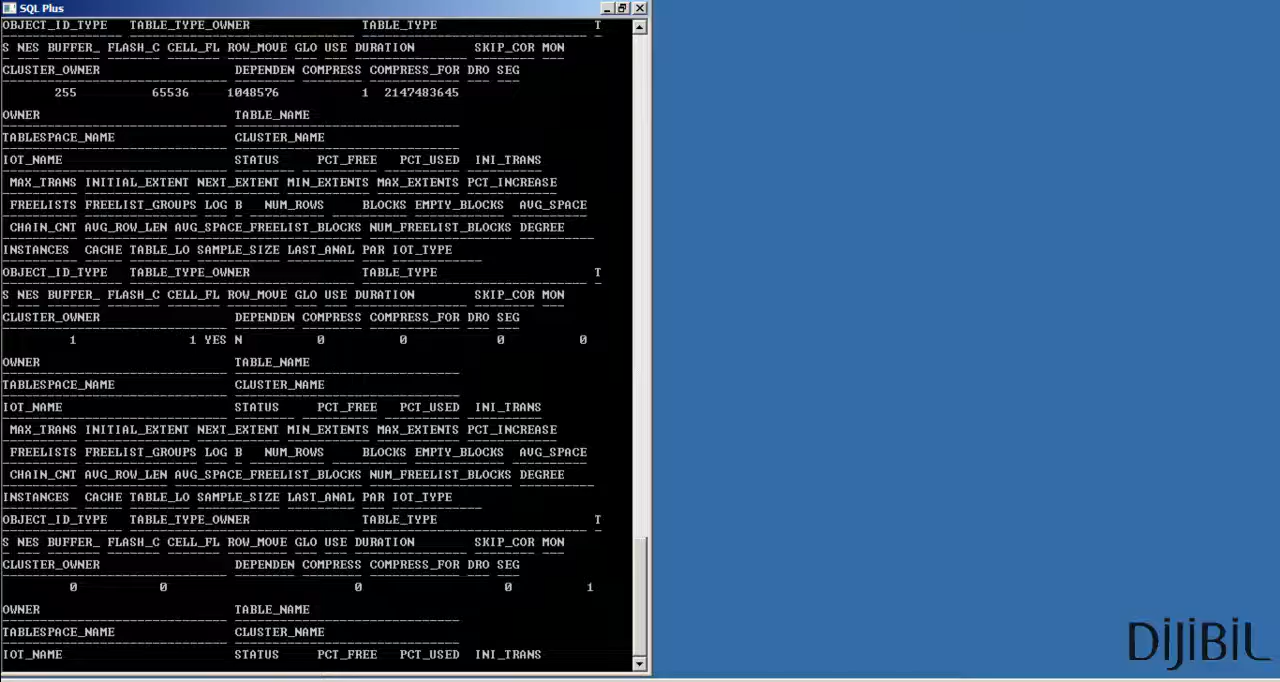 SQL Plus
OBJECT_ID_TYPE TABLE_TYPE_OWNER TABLE_TYPE T
S NES BUFFER_ FLASH_C CELL_FL ROW_MOVE GLO USE DURATION SKIP_COR MON
CLUSTER_OWNER DEPENDEN COMPRESS COMPRESS_FOR DRO SEG
255 65536 1048576 1 2147483645
OWNER TABLE_NAME
TABLESPACE_NAME CLUSTER_NAME
IOT_NAME STATUS PCT_FREE PCT_USED INI_TRANS
MAX_TRANS INITIAL_EXTENT NEXT_EXTENT MIN_EXTENTS MAX_EXTENTS PCT_INCREASE
FREELISTS FREELIST_GROUPS LOG B NUM_ROWS BLOCKS EMPTY_BLOCKS AVG_SPACE
CHAIN_CNT AVG_ROW_LEN AVG_SPACE_FREELIST_BLOCKS NUM_FREELIST_BLOCKS DEGREE
INSTANCES CACHE TABLE_LO SAMPLE_SIZE LAST_ANAL PAR IOT_TYPE
OBJECT_ID_TYPE TABLE_TYPE_OWNER TABLE_TYPE T
S NES BUFFER_ FLASH_C CELL_FL ROW_MOVE GLO USE DURATION SKIP_COR MON
CLUSTER_OWNER DEPENDEN COMPRESS COMPRESS_FOR DRO SEG
1 1 YES N 0 0 0 0
OWNER TABLE_NAME
TABLESPACE_NAME CLUSTER_NAME
IOT_NAME STATUS PCT_FREE PCT_USED INI_TRANS
MAX_TRANS INITIAL_EXTENT NEXT_EXTENT MIN_EXTENTS MAX_EXTENTS PCT_INCREASE
FREELISTS FREELIST_GROUPS LOG B NUM_ROWS BLOCKS EMPTY_BLOCKS AVG_SPACE
CHAIN_CNT AVG_ROW_LEN AVG_SPACE_FREELIST_BLOCKS NUM_FREELIST_BLOCKS DEGREE
INSTANCES CACHE TABLE_LO SAMPLE_SIZE LAST_ANAL PAR IOT_TYPE
OBJECT_ID_TYPE TABLE_TYPE_OWNER TABLE_TYPE T
S NES BUFFER_ FLASH_C CELL_FL ROW_MOVE GLO USE DURATION SKIP_COR MON
CLUSTER_OWNER DEPENDEN COMPRESS COMPRESS_FOR DRO SEG
0 0 0 0 1
OWNER TABLE_NAME
TABLESPACE_NAME CLUSTER_NAME
IOT_NAME STATUS PCT_FREE PCT_USED INI_TRANS
DiJiBiL